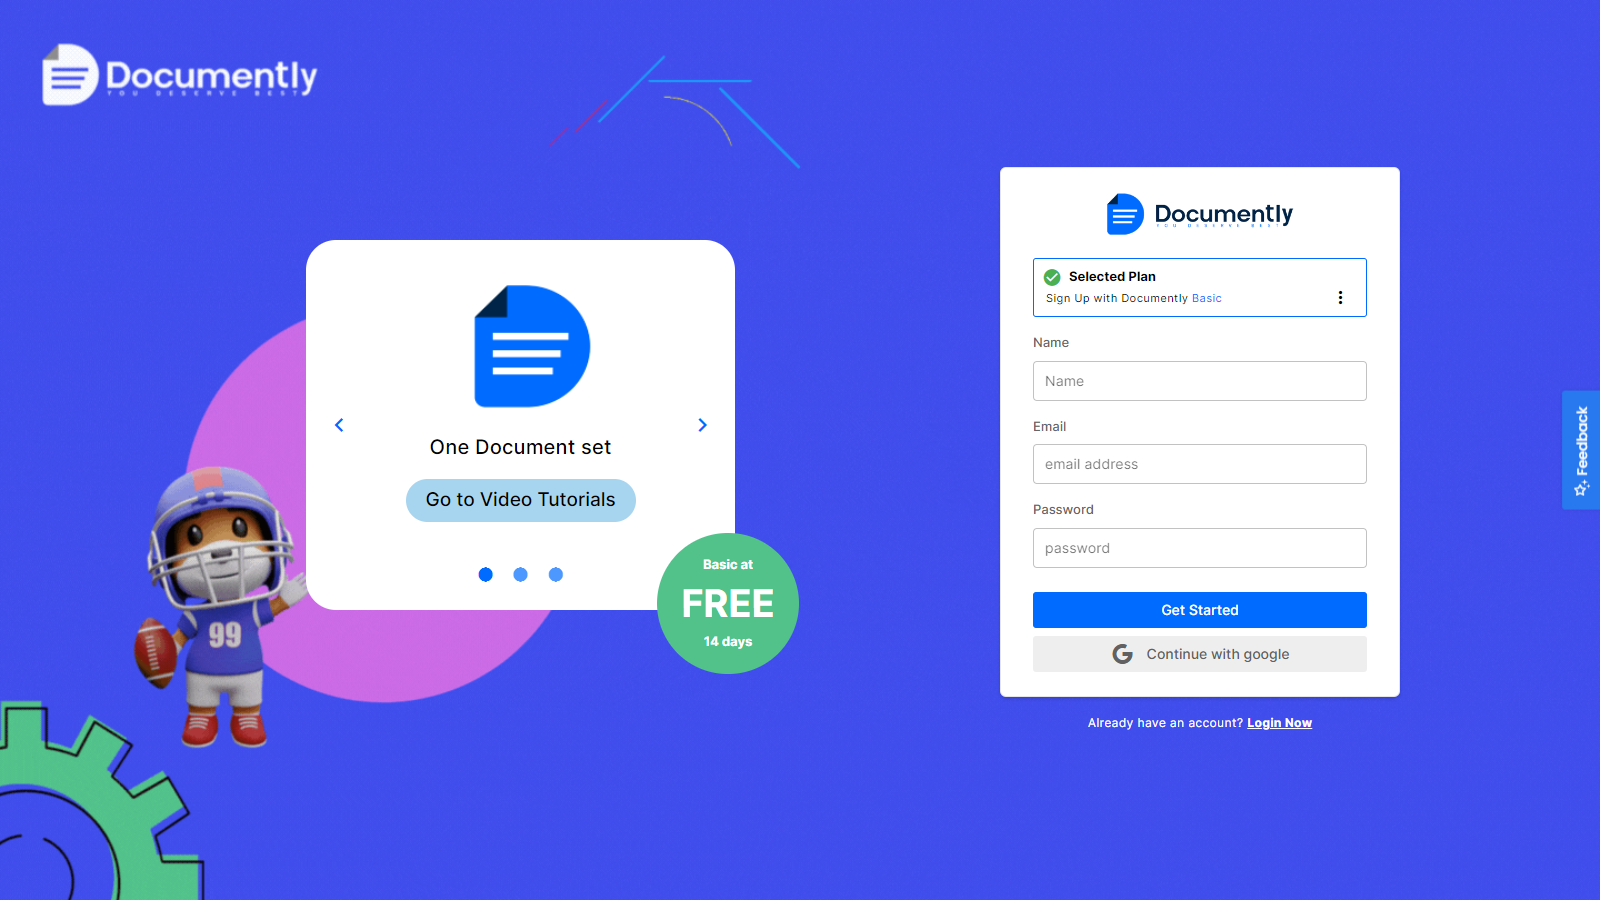 Documently
YOU DESERVE BEST
One Document set
Go to Video Tutorials
Basic at
FREE
14 days
99
Documently
YOU DESERVE BEST
Selected Plan
Sign Up with Documently Basic
Name
Name
Email
email address
Password
password
Get Started
Continue with google
Already have an account? Login Now
Feedback